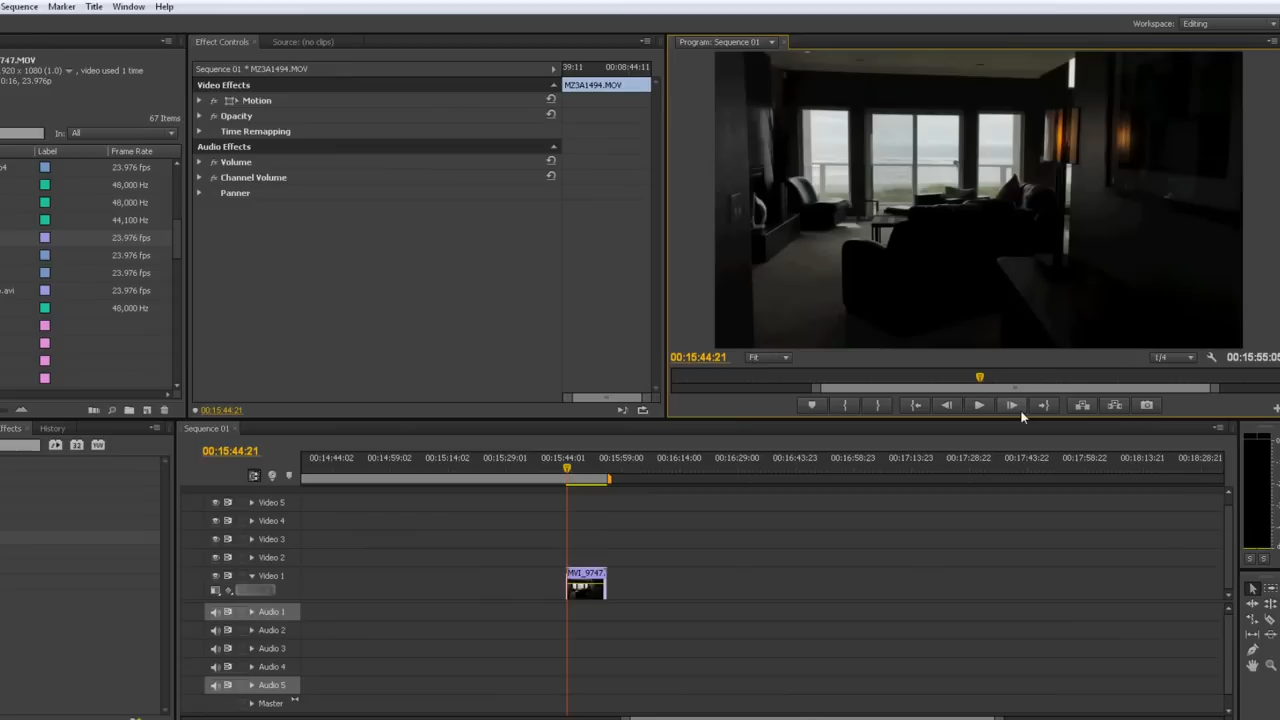 Sequence Marker Title Window Help
Workspace: Editing
747.MOV
920 x 1080 (1.0) , video used 1 time
0:16, 23.976p
67 Items
In: All
Label Frame Rate
p4 23.976 fps
48,000 Hz
48,000 Hz
44,100 Hz
23.976 fps
23.976 fps
23.976 fps
o.avi 23.976 fps
48,000 Hz
Effect Controls Source: (no clips)
Sequence 01 * MZ3A1494.MOV 39:11 00:08:44:11
Video Effects MZ3A1494.MOV
fx Motion
fx Opacity
Time Remapping
Audio Effects
fx Volume
fx Channel Volume
Panner
00:15:44:21
Program: Sequence 01
00:15:44:21 Fit 1/4 00:15:55:05
Effects History
32 YUV
Sequence 01
00:15:44:21
00:14:44:02 00:14:59:02 00:15:14:02 00:15:29:01 00:15:44:01 00:15:59:00 00:16:14:00 00:16:29:00 00:16:43:23 00:16:58:23 00:17:13:23 00:17:28:22 00:17:43:22 00:17:58:22 00:18:13:21 00:18:28:21
Video 5
Video 4
Video 3
Video 2
Video 1 MVI_9747.
Audio 1
Audio 2
Audio 3
Audio 4
Audio 5
Master
0
S S